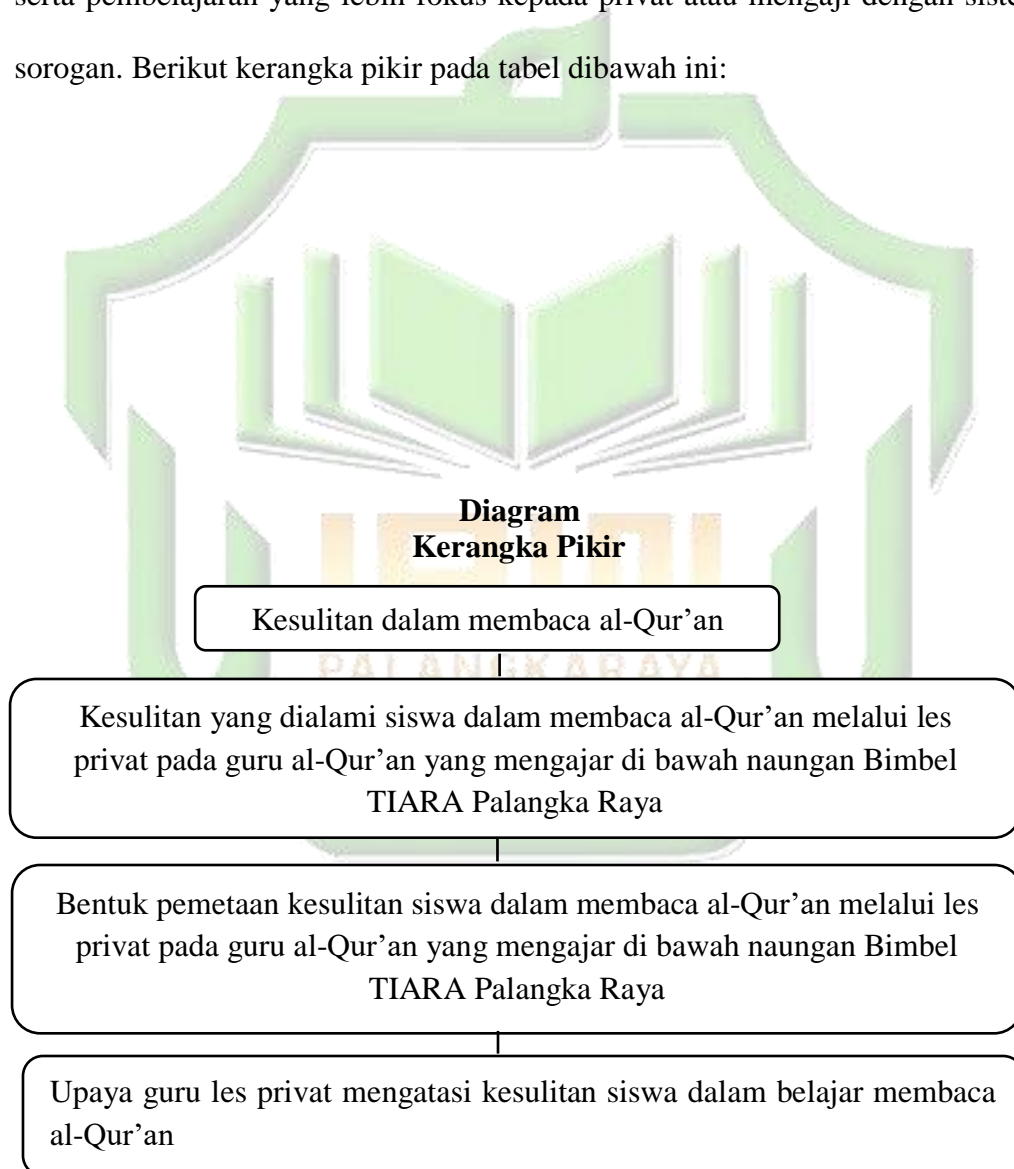 serta pembelajaran yang lebih fokus kepada privat atau mengaji dengan
sorogan. Berikut kerangka pikir pada tabel dibawah ini:
Diagram
Kerangka Pikir
Kesulitan dalam membaca al-Qur’an
PALANGKARAYA
Kesulitan yang dialami siswa dalam membaca al-Qur’an melalui les
privat pada guru al-Qur’an yang mengajar di bawah naungan Bimbel
TIARA Palangka Raya
Bentuk pemetaan kesulitan siswa dalam membaca al-Qur’an melalui les
privat pada guru al-Qur’an yang mengajar di bawah naungan Bimbel
TIARA Palangka Raya
Upaya guru les privat mengatasi kesulitan siswa dalam belajar membaca
al-Qur’an